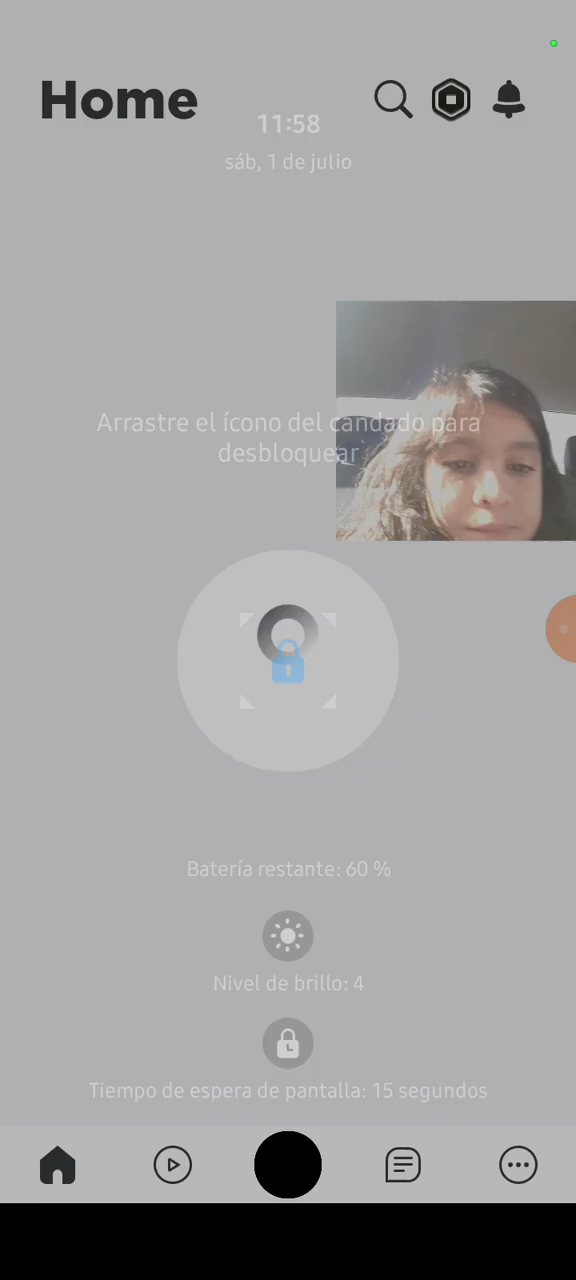 Home
11:58
sáb, 1 de julio
Arrastre el ícono del candado para
desbloquear
Batería restante: 60 %
Nivel de brillo: 4
Tiempo de espera de pantalla: 15 segundos